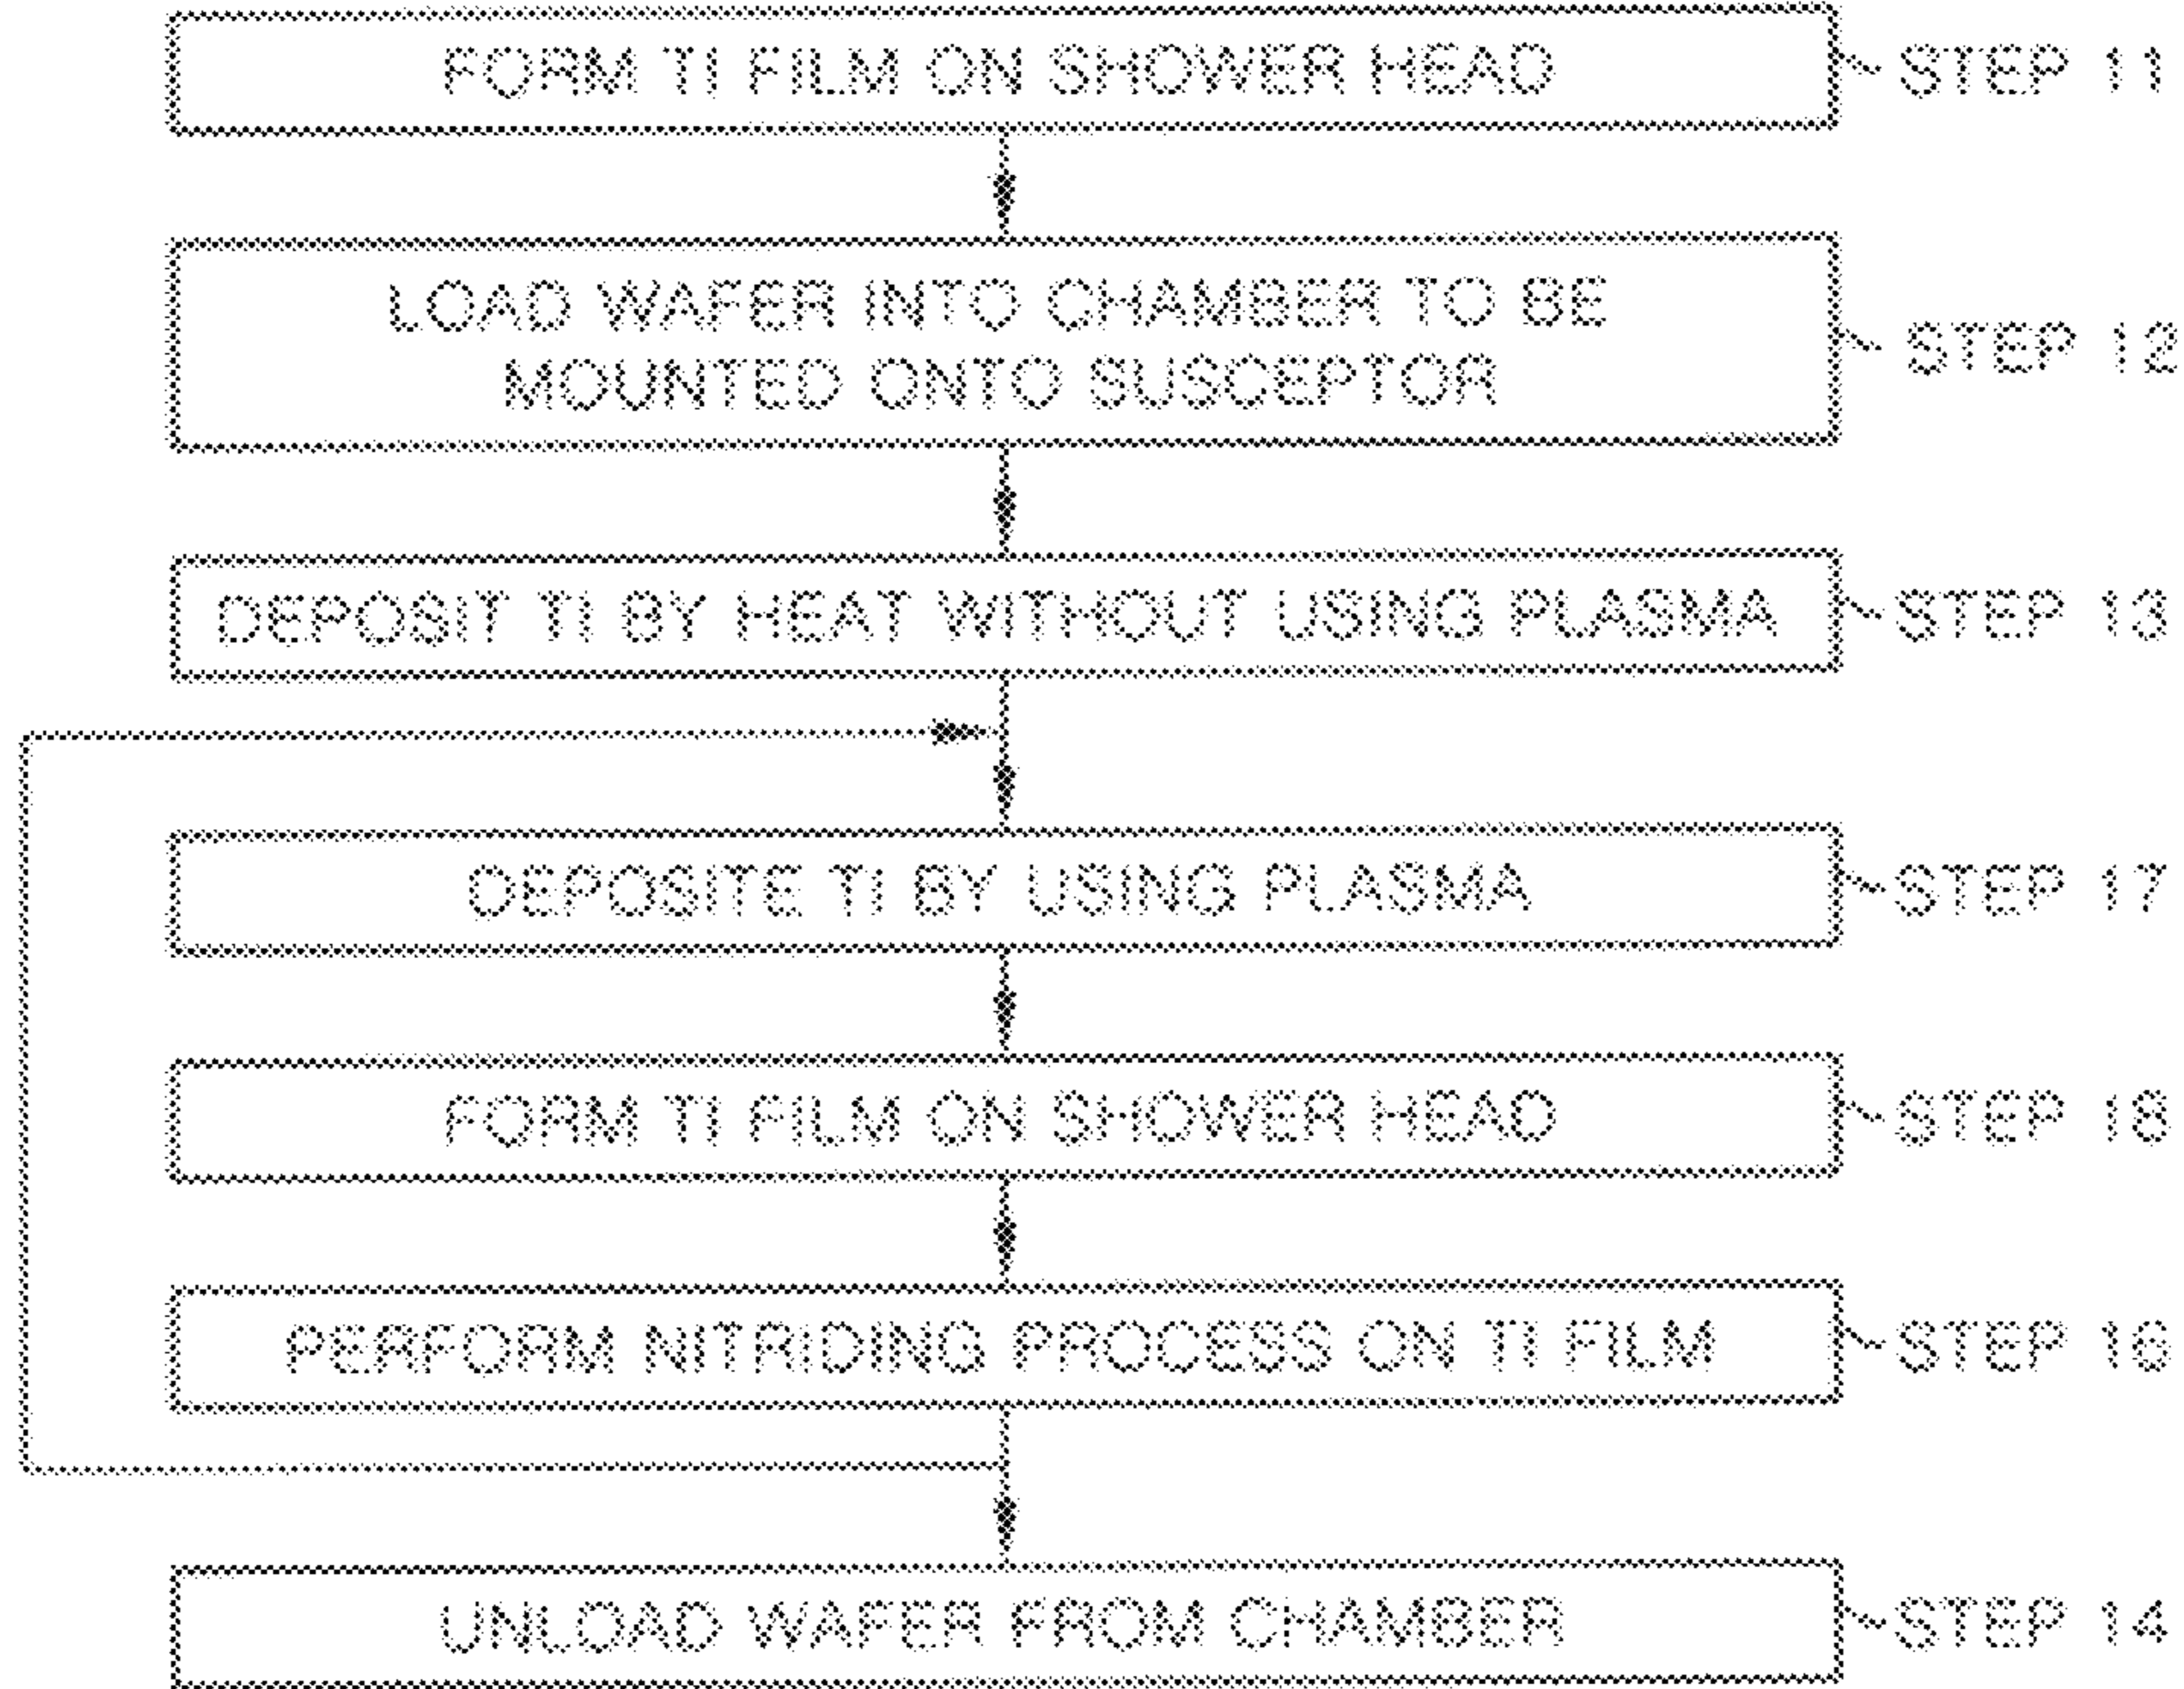 FORM TI FILM ON SHOWER HEAD STEP 11
LOAD WAFER INTO CHAMBER TO BE
MOUNTED ONTO SUSCEPTOR STEP 12
DEPOSIT TI BY HEAT WITHOUT USING PLASMA STEP 13
DEPOSITE TI BY USING PLASMA STEP 17
FORM TI FILM ON SHOWER HEAD STEP 18
PERFORM NITRIDING PROCESS ON TI FILM STEP 16
UNLOAD WAFER FROM CHAMBER STEP 14